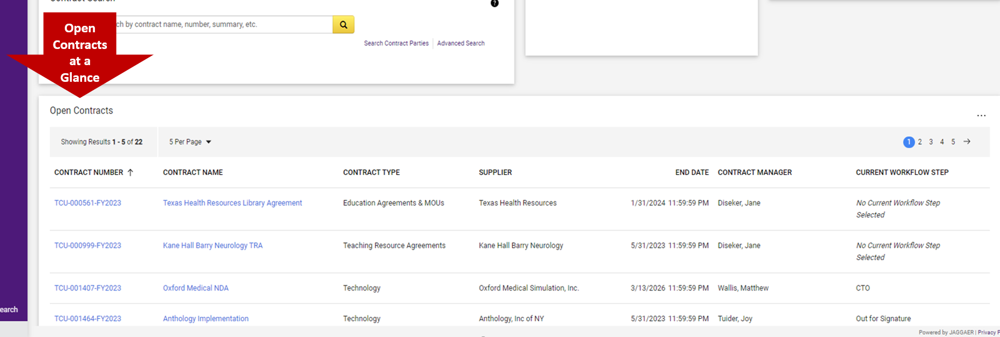 Contract Search
?
Open
Contracts
at a
Glance
ch by contract name, number, summary, etc.
Search Contract Parties | Advanced Search
Open Contracts
...
Showing Results 1 - 5 of 22
5 Per Page
1 2 3 4 5 →
CONTRACT NUMBER ↑ CONTRACT NAME CONTRACT TYPE SUPPLIER END DATE CONTRACT MANAGER CURRENT WORKFLOW STEP
TCU-000561-FY2023 Texas Health Resources Library Agreement Education Agreements & MOUs Texas Health Resources 1/31/2024 11:59:59 PM Diseker, Jane No Current Workflow Step
Selected
TCU-000999-FY2023 Kane Hall Barry Neurology TRA Teaching Resource Agreements Kane Hall Barry Neurology 5/31/2023 11:59:59 PM Diseker, Jane No Current Workflow Step
Selected
TCU-001407-FY2023 Oxford Medical NDA Technology Oxford Medical Simulation, Inc. 3/13/2026 11:59:59 PM Wallis, Matthew CTO
TCU-001464-FY2023 Anthology Implementation Technology Anthology, Inc of NY 5/31/2023 11:59:59 PM Tuider, Joy Out for Signature
earch
Powered by JAGGAER | Privacy P